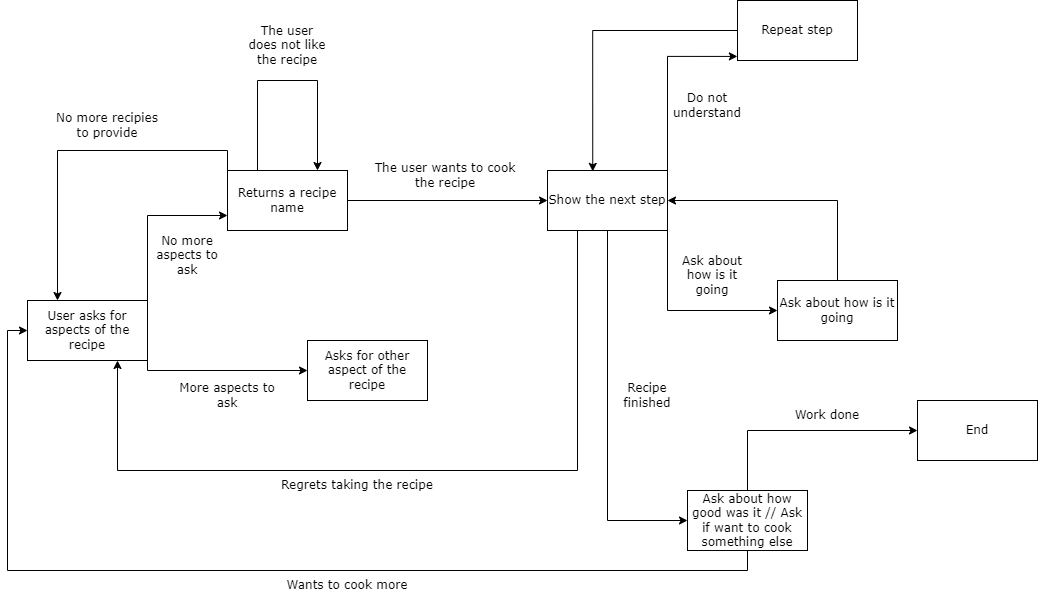 Repeat step
The user
does not like
the recipe
Do not
understand
No more recipies
to provide
The user wants to cook
the recipe
Returns a recipe
name
Show the next step
No more
aspects to
ask
Ask about
how is it
going
Ask about how is it
going
User asks for
aspects of the
recipe
Asks for other
aspect of the
recipe
More aspects to
ask
Recipe
finished
Work done
End
Regrets taking the recipe
Ask about how
good was it // Ask
if want to cook
something else
Wants to cook more